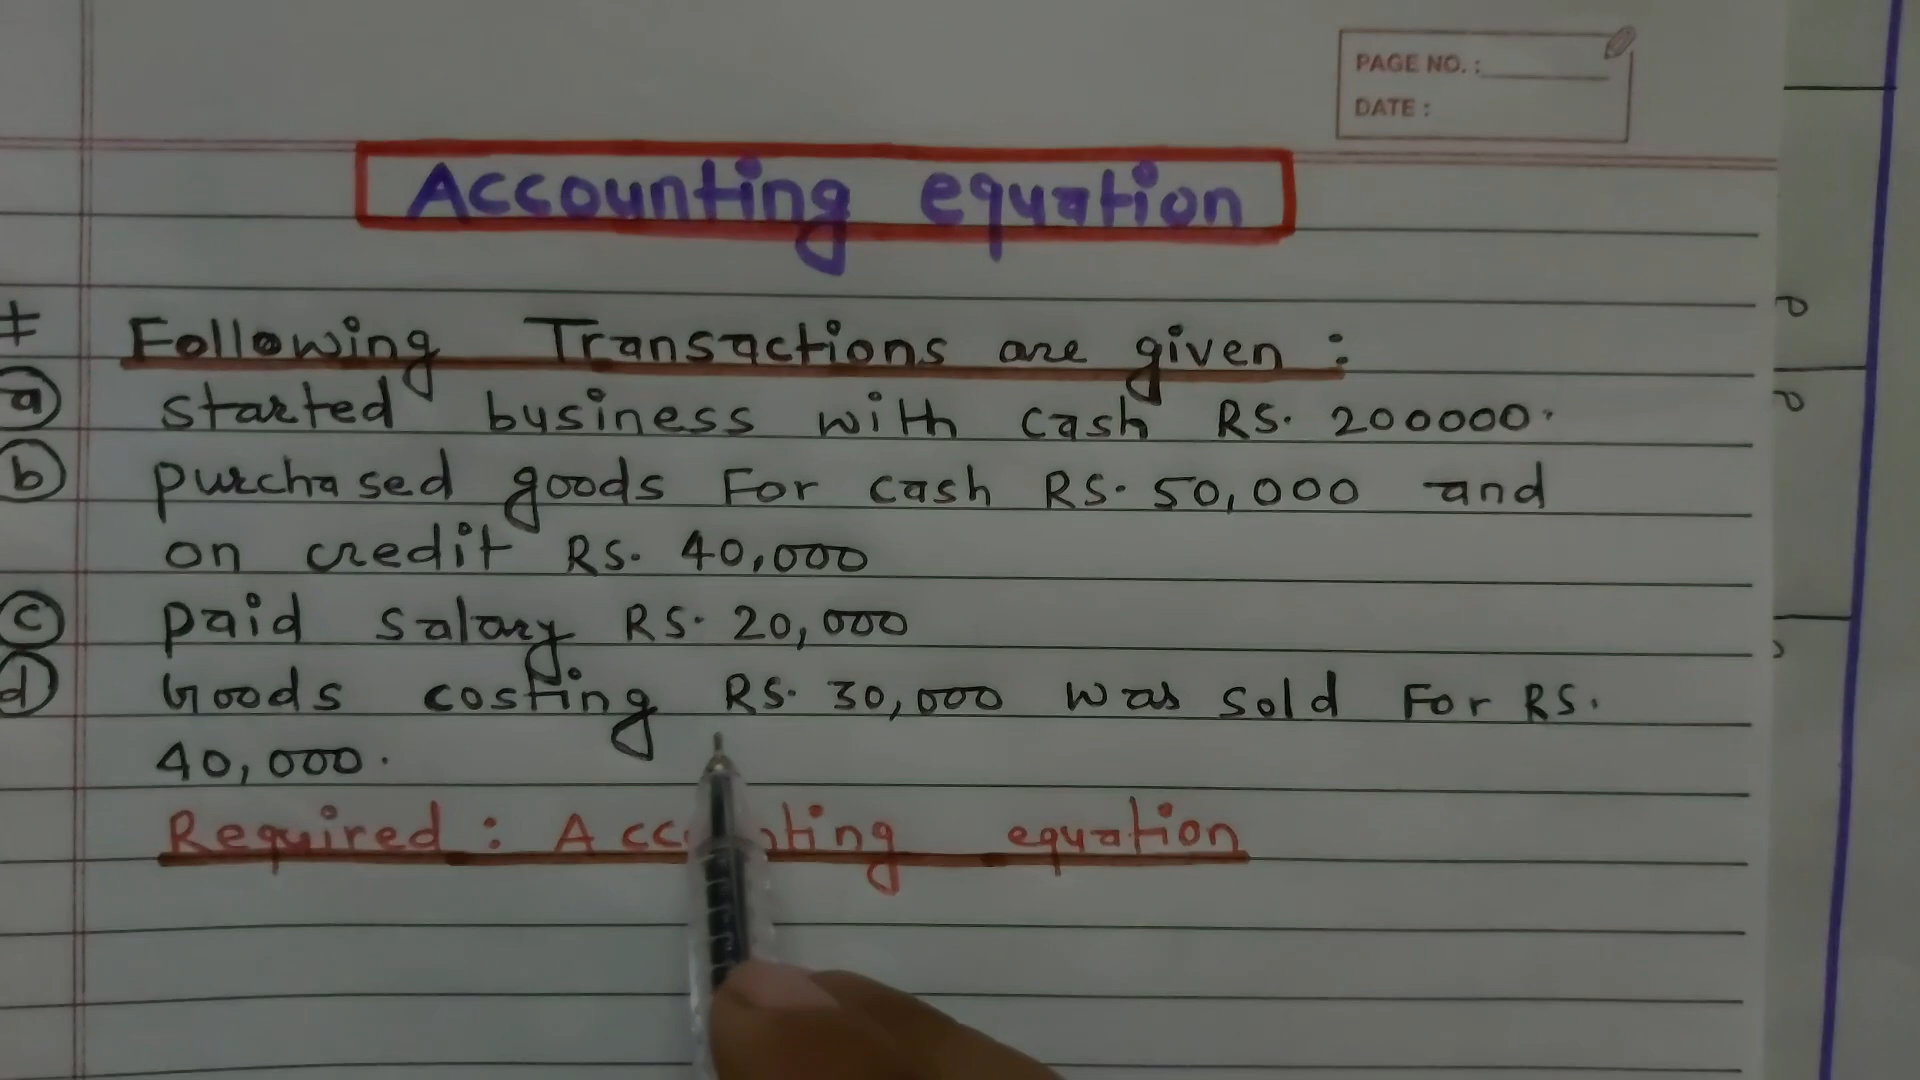 PAGE NO. :
DATE :
Accounting equation
# Following Transactions are given :
a started business with cash RS. 200000.
b purchased goods For cash RS. 50,000 and
on credit RS. 40,000
c paid salary RS. 20,000
d Goods costing RS. 30,000 was sold For RS.
40,000.
Required : equation